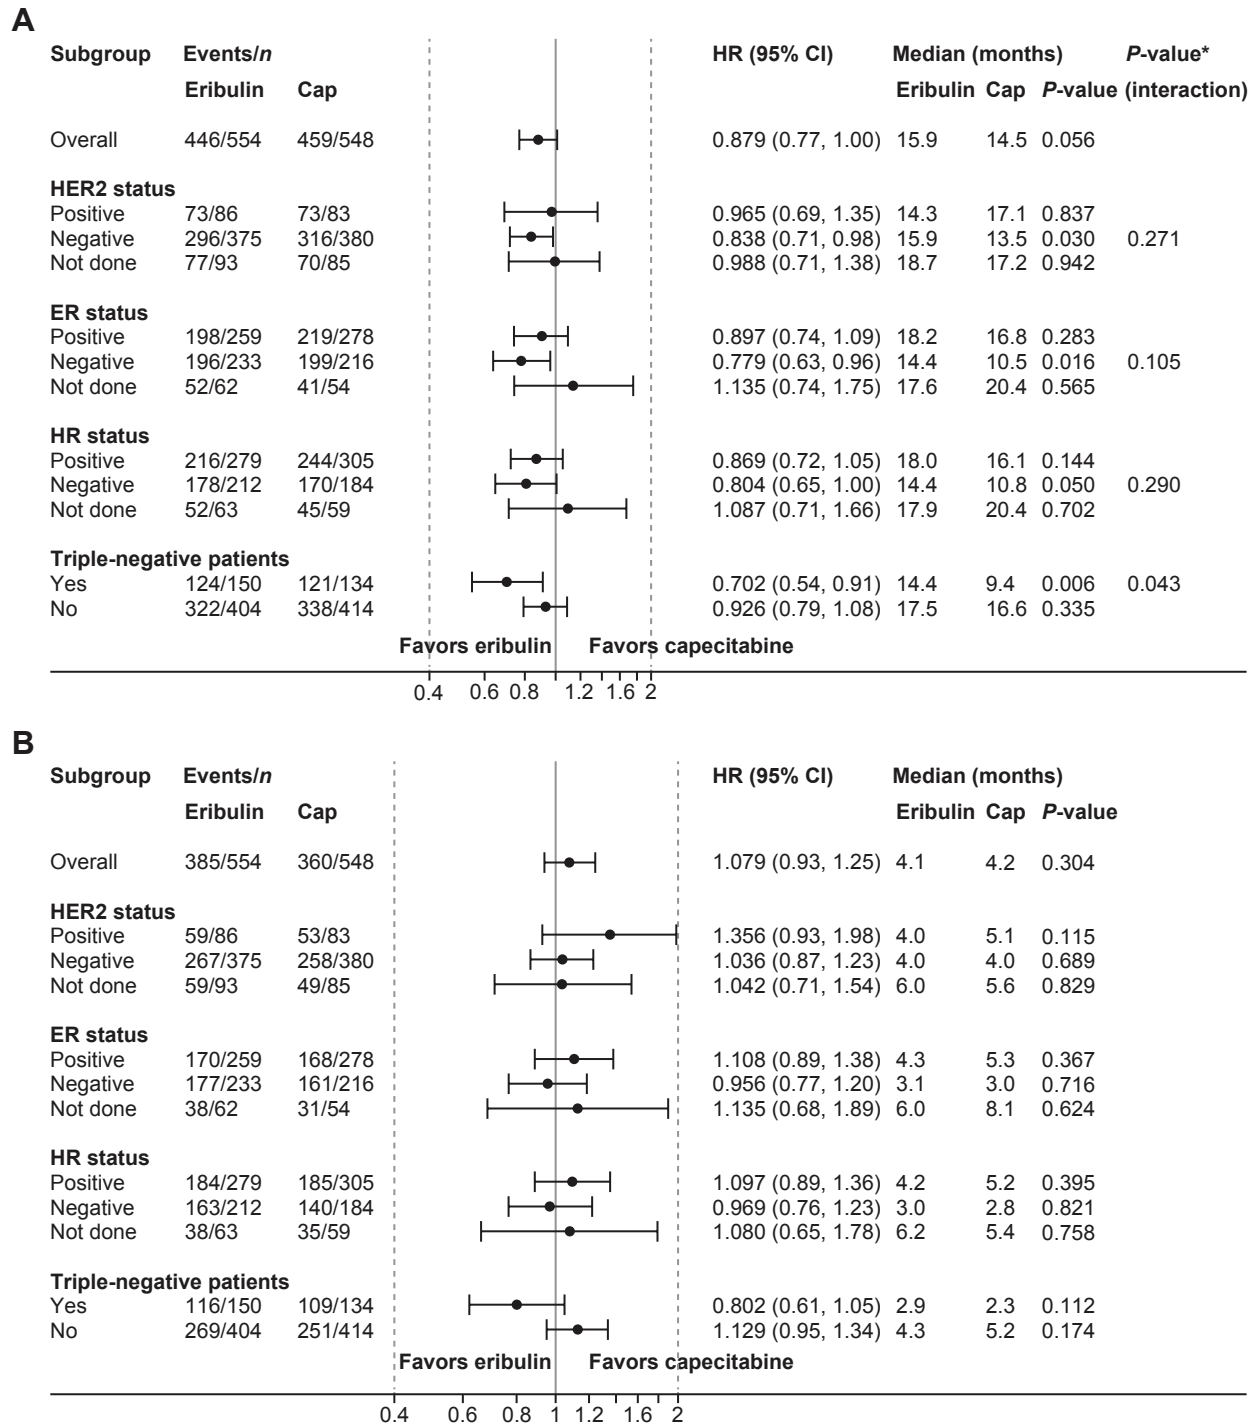 A
Subgroup Events/n HR (95% CI) Median (months) P-value*
Eribulin Cap Eribulin Cap P-value (interaction)
Overall 446/554 459/548 0.879 (0.77, 1.00) 15.9 14.5 0.056
HER2 status
Positive 73/86 73/83 0.965 (0.69, 1.35) 14.3 17.1 0.837
Negative 296/375 316/380 0.838 (0.71, 0.98) 15.9 13.5 0.030 0.271
Not done 77/93 70/85 0.988 (0.71, 1.38) 18.7 17.2 0.942
ER status
Positive 198/259 219/278 0.897 (0.74, 1.09) 18.2 16.8 0.283
Negative 196/233 199/216 0.779 (0.63, 0.96) 14.4 10.5 0.016 0.105
Not done 52/62 41/54 1.135 (0.74, 1.75) 17.6 20.4 0.565
HR status
Positive 216/279 244/305 0.869 (0.72, 1.05) 18.0 16.1 0.144
Negative 178/212 170/184 0.804 (0.65, 1.00) 14.4 10.8 0.050 0.290
Not done 52/63 45/59 1.087 (0.71, 1.66) 17.9 20.4 0.702
Triple-negative patients
Yes 124/150 121/134 0.702 (0.54, 0.91) 14.4 9.4 0.006 0.043
No 322/404 338/414 0.926 (0.79, 1.08) 17.5 16.6 0.335
Favors eribulin Favors capecitabine
0.4 0.6 0.8 1.2 1.6 2
B
Subgroup Events/n HR (95% CI) Median (months)
Eribulin Cap Eribulin Cap P-value
Overall 385/554 360/548 1.079 (0.93, 1.25) 4.1 4.2 0.304
HER2 status
Positive 59/86 53/83 1.356 (0.93, 1.98) 4.0 5.1 0.115
Negative 267/375 258/380 1.036 (0.87, 1.23) 4.0 4.0 0.689
Not done 59/93 49/85 1.042 (0.71, 1.54) 6.0 5.6 0.829
ER status
Positive 170/259 168/278 1.108 (0.89, 1.38) 4.3 5.3 0.367
Negative 177/233 161/216 0.956 (0.77, 1.20) 3.1 3.0 0.716
Not done 38/62 31/54 1.135 (0.68, 1.89) 6.0 8.1 0.624
HR status
Positive 184/279 185/305 1.097 (0.89, 1.36) 4.2 5.2 0.395
Negative 163/212 140/184 0.969 (0.76, 1.23) 3.0 2.8 0.821
Not done 38/63 35/59 1.080 (0.65, 1.78) 6.2 5.4 0.758
Triple-negative patients
Yes 116/150 109/134 0.802 (0.61, 1.05) 2.9 2.3 0.112
No 269/404 251/414 1.129 (0.95, 1.34) 4.3 5.2 0.174
Favors eribulin Favors capecitabine
0.4 0.6 0.8 1 1.2 1.6 2